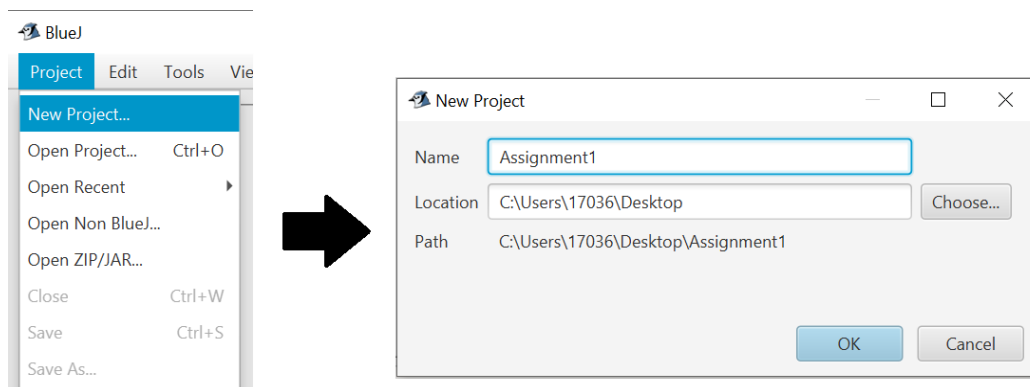 BlueJ
Project Edit Tools Vie
New Project...
Open Project... Ctrl+O
Open Recent
Open Non BlueJ...
Open ZIP/JAR...
Close Ctrl+W
Save Ctrl+S
Save As...
New Project
Name Assignment1
Location C:\Users\17036\Desktop Choose...
Path C:\Users\17036\Desktop\Assignment1
OK Cancel